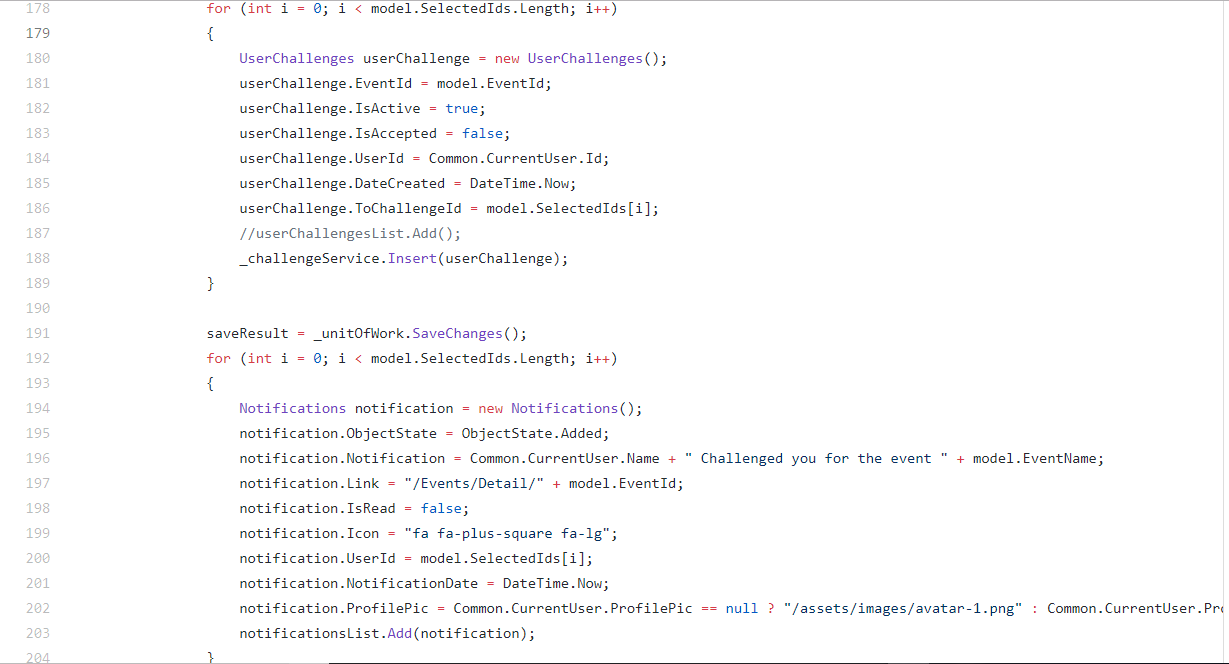 178 for (int i = 0; i < model.SelectedIds.Length; i++)
179 {
180 UserChallenges userChallenge = new UserChallenges();
181 userChallenge.EventId = model.EventId;
182 userChallenge.IsActive = true;
183 userChallenge.IsAccepted = false;
184 userChallenge.UserId = Common.CurrentUser.Id;
185 userChallenge.DateCreated = DateTime.Now;
186 userChallenge.ToChallengeId = model.SelectedIds[i];
187 //userChallengesList.Add();
188 _challengeService.Insert(userChallenge);
189 }
190
191 saveResult = _unitOfWork.SaveChanges();
192 for (int i = 0; i < model.SelectedIds.Length; i++)
193 {
194 Notifications notification = new Notifications();
195 notification.ObjectState = ObjectState.Added;
196 notification.Notification = Common.CurrentUser.Name + " Challenged you for the event " + model.EventName;
197 notification.Link = "/Events/Detail/" + model.EventId;
198 notification.IsRead = false;
199 notification.Icon = "fa fa-plus-square fa-lg";
200 notification.UserId = model.SelectedIds[i];
201 notification.NotificationDate = DateTime.Now;
202 notification.ProfilePic = Common.CurrentUser.ProfilePic == null ? "/assets/images/avatar-1.png" : Common.CurrentUser.Pr
203 notificationsList.Add(notification);
204 }